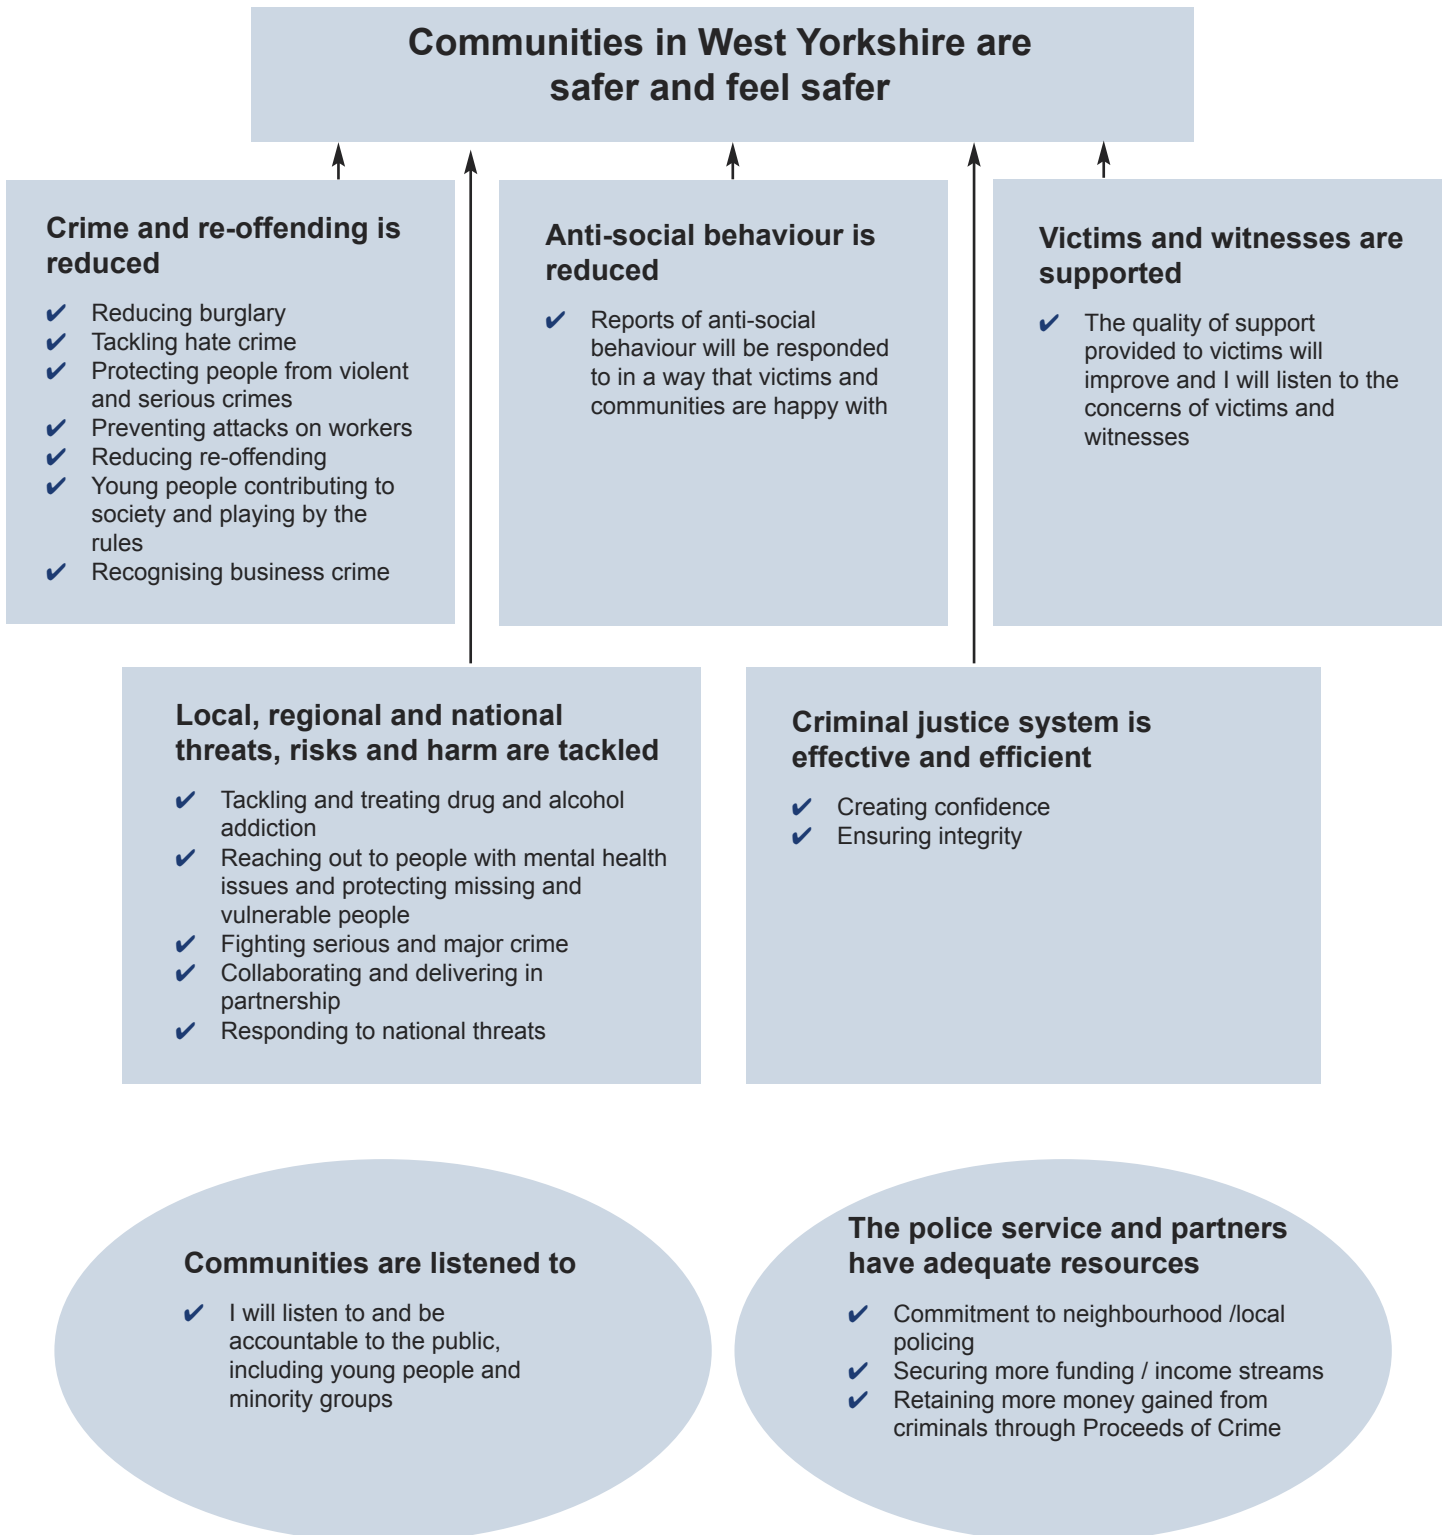 Communities in West Yorkshire are
safer and feel safer
Crime and re-offending is
reduced
✔ Reducing burglary
✔ Tackling hate crime
✔ Protecting people from violent
and serious crimes
✔ Preventing attacks on workers
✔ Reducing re-offending
✔ Young people contributing to
society and playing by the
rules
✔ Recognising business crime
Anti-social behaviour is
reduced
✔ Reports of anti-social
behaviour will be responded
to in a way that victims and
communities are happy with
Victims and witnesses are
supported
✔ The quality of support
provided to victims will
improve and I will listen to the
concerns of victims and
witnesses
Local, regional and national
threats, risks and harm are tackled
✔ Tackling and treating drug and alcohol
addiction
✔ Reaching out to people with mental health
issues and protecting missing and
vulnerable people
✔ Fighting serious and major crime
✔ Collaborating and delivering in
partnership
✔ Responding to national threats
Criminal justice system is
effective and efficient
✔ Creating confidence
✔ Ensuring integrity
Communities are listened to
✔ I will listen to and be
accountable to the public,
including young people and
minority groups
The police service and partners
have adequate resources
✔ Commitment to neighbourhood /local
policing
✔ Securing more funding / income streams
✔ Retaining more money gained from
criminals through Proceeds of Crime